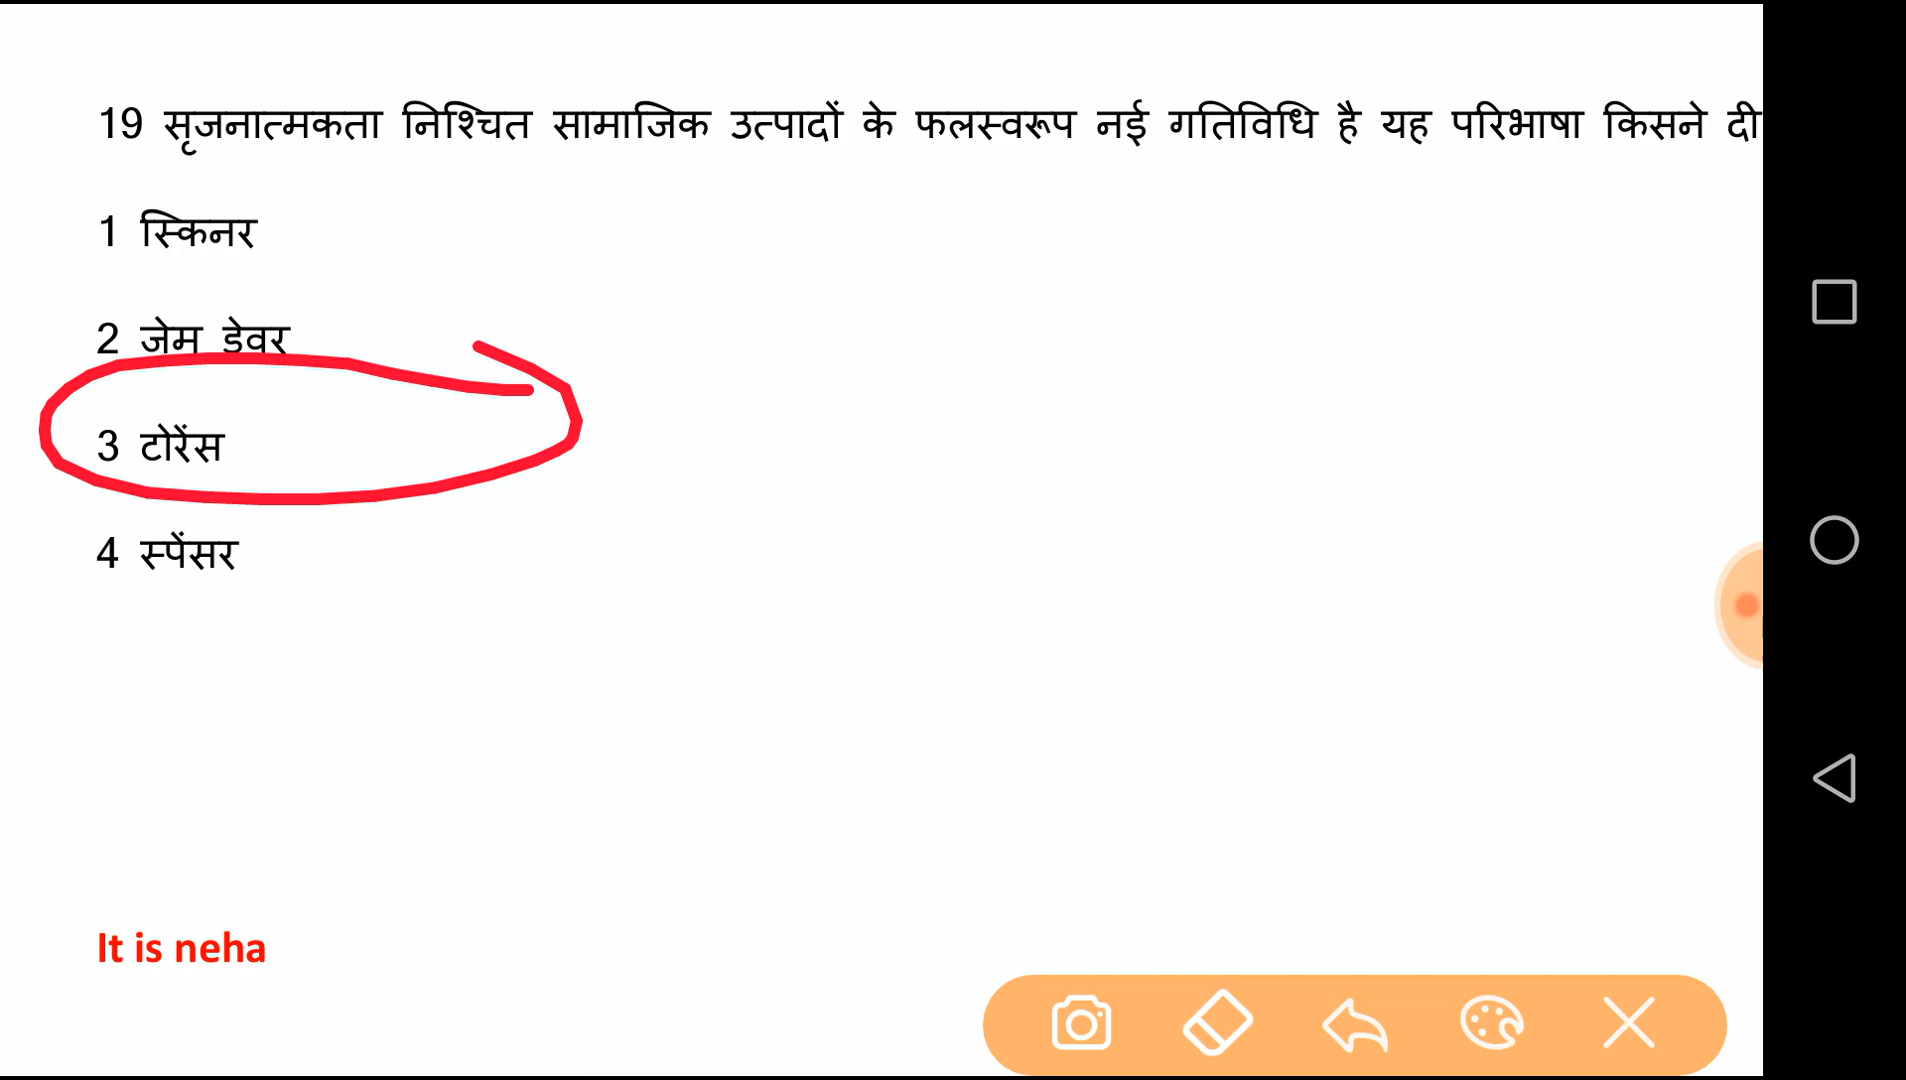 19 सृजनात्मकता निश्चित सामाजिक उत्पादों के फलस्वरूप नई गतिविधि है यह परिभाषा किसने दी
1 स्किनर
2 जेम डेवर
3 टोरेंस
4 स्पेंसर
It is neha